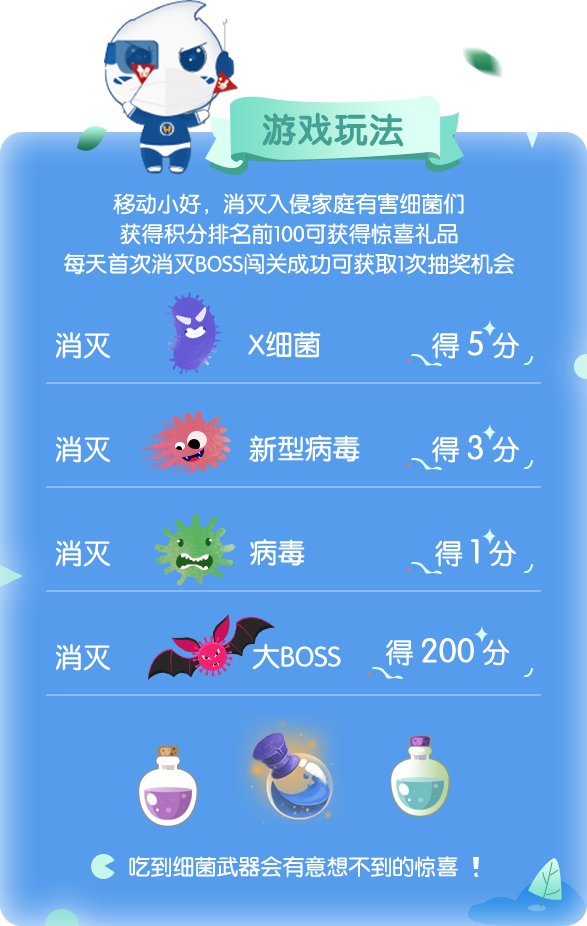 游戏玩法
移动小好，消灭入侵家庭有害细菌们
获得积分排名前100可获得惊喜礼品
每天首次消灭BOSS闯关成功可获取1次抽奖机会
消灭 X细菌 得 5 分
消灭 新型病毒 得 3 分
消灭 病毒 得 1 分
消灭 大BOSS 得 200 分
吃到细菌武器会有意想不到的惊喜 ！